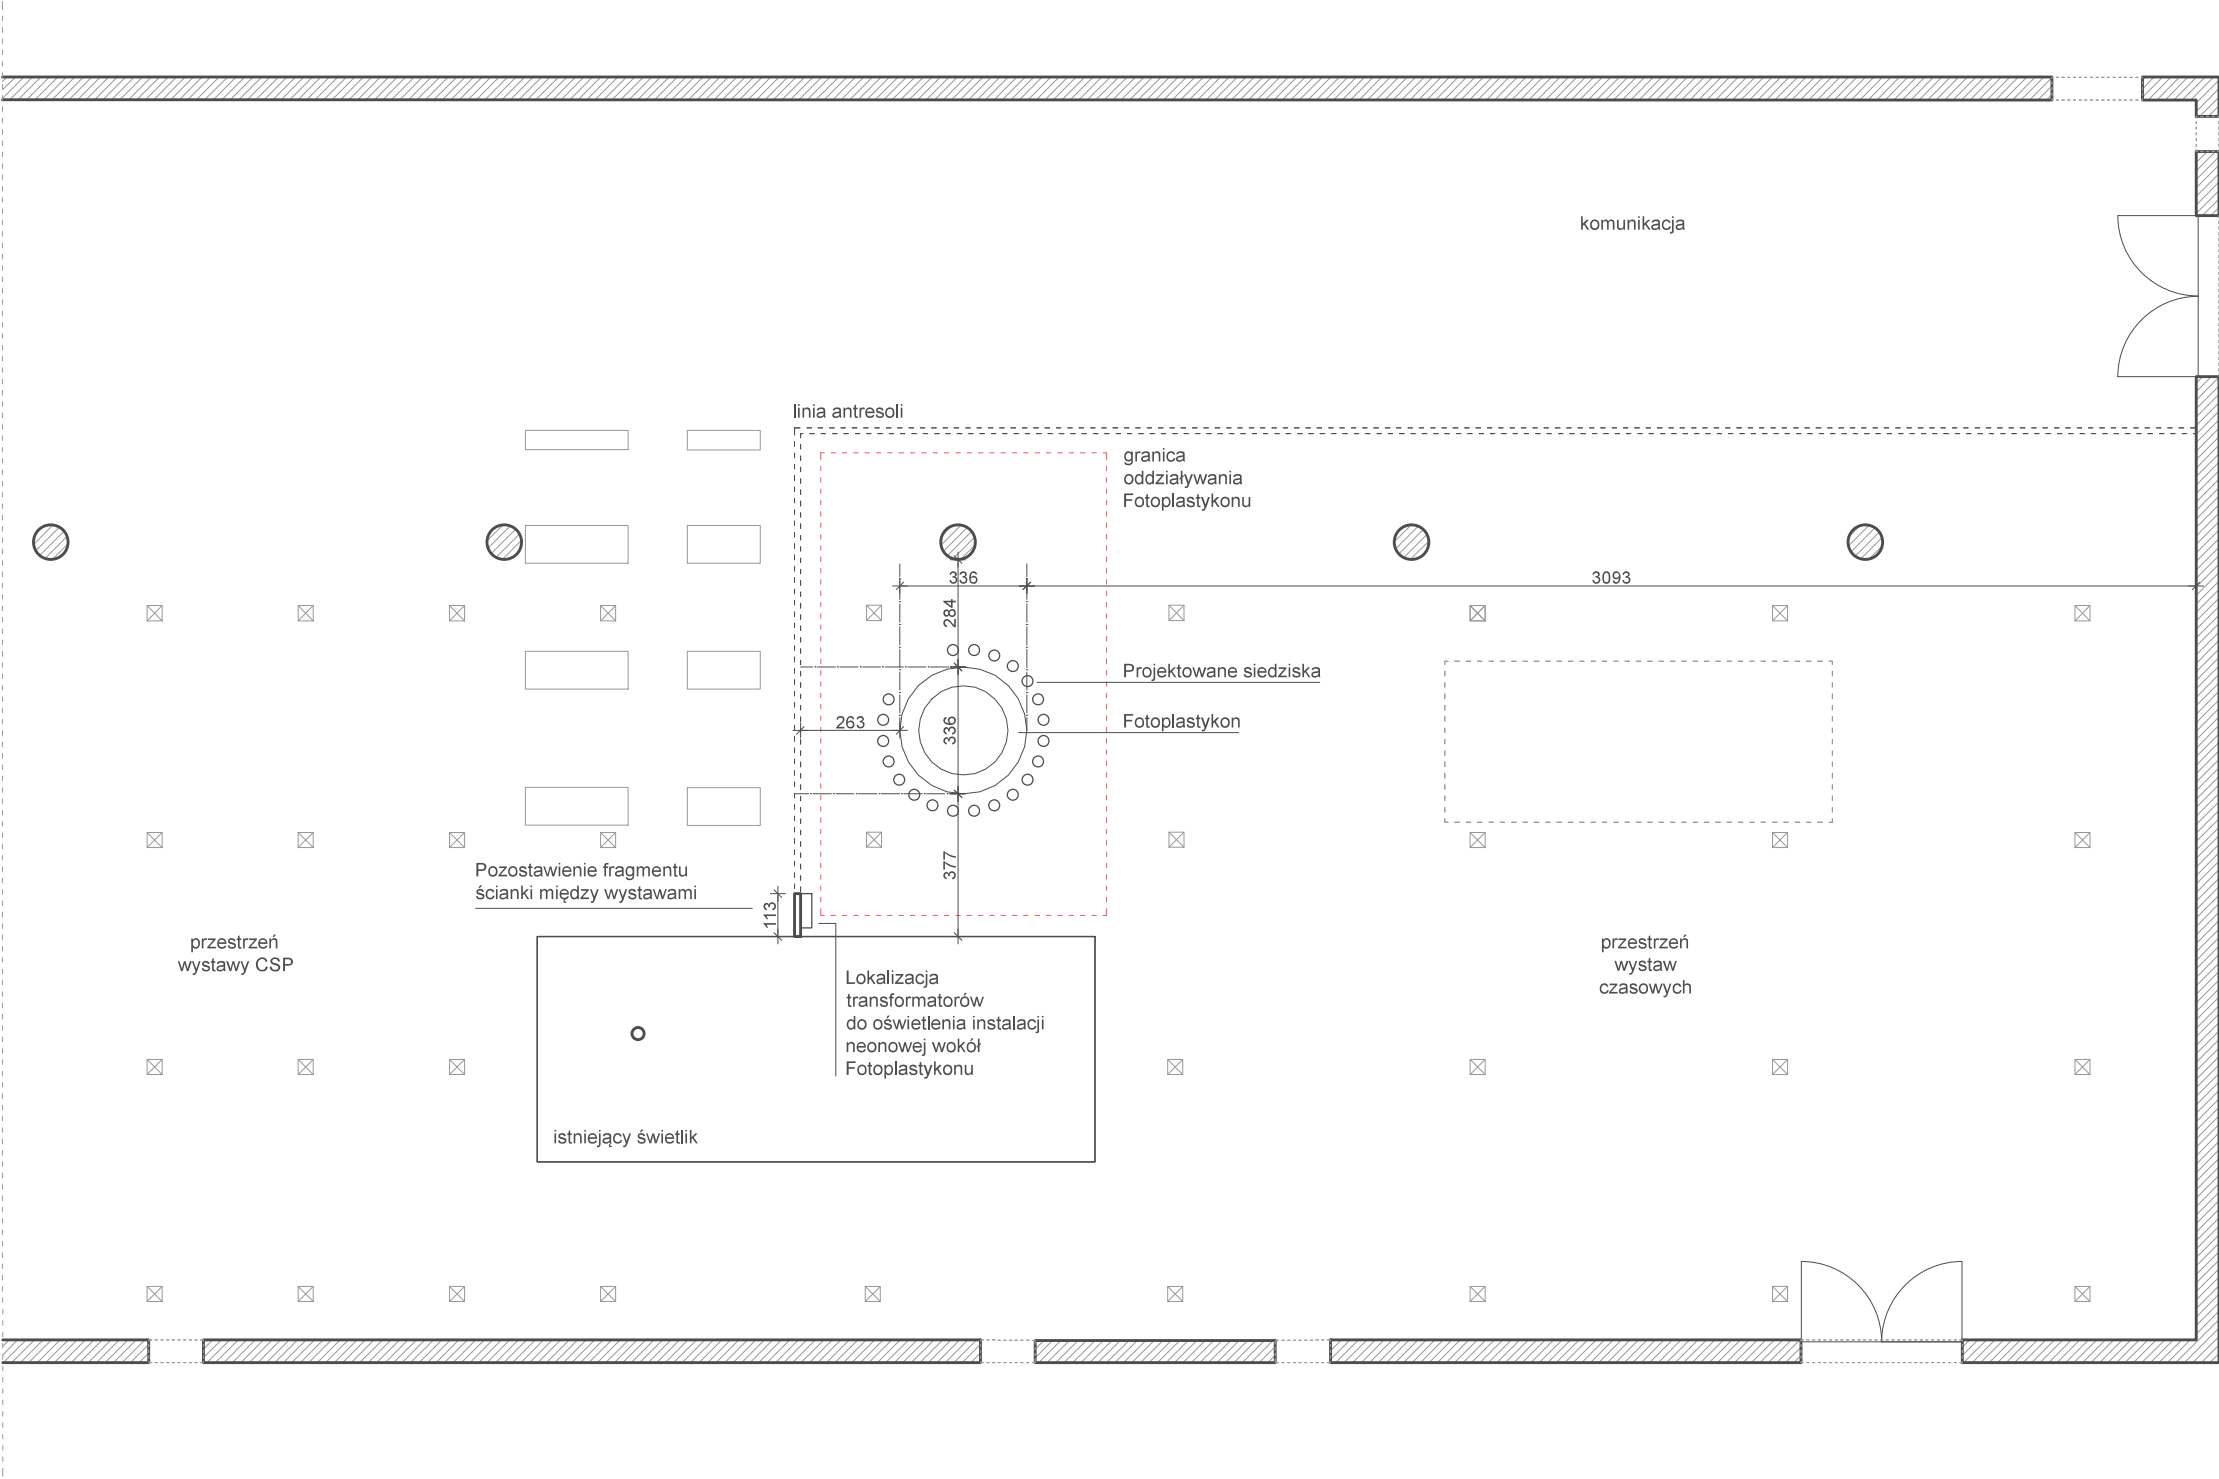 komunikacja
linia antresoli
granica
oddziaływania
Fotoplastykonu
336
3093
284
Projektowane siedziska
Fotoplastykon
263
336
377
Pozostawienie fragmentu
ścianki między wystawami
113
przestrzeń
wystawy CSP
przestrzeń
wystaw
czasowych
Lokalizacja
transformatorów
do oświetlenia instalacji
neonowej wokół
Fotoplastykonu
istniejący świetlik